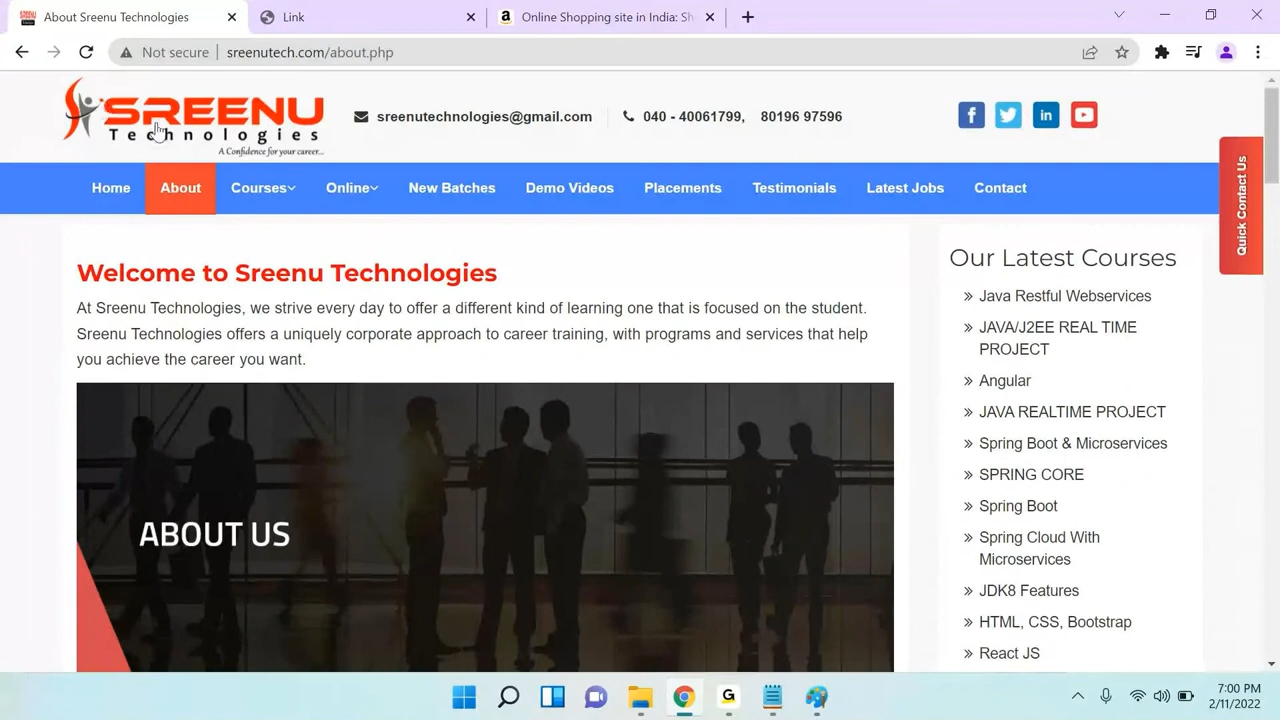 About Sreenu Technologies
Link
Online Shopping site in India: Sh
Not secure
sreenutech.com/about.php
SREENU
Technologies
A Confidence for your career...
sreenutechnologies@gmail.com
040 - 40061799, 80196 97596
Home
About
Courses
Online
New Batches
Demo Videos
Placements
Testimonials
Latest Jobs
Contact
Quick Contact Us
Welcome to Sreenu Technologies
At Sreenu Technologies, we strive every day to offer a different kind of learning one that is focused on the student.
Sreenu Technologies offers a uniquely corporate approach to career training, with programs and services that help
you achieve the career you want.
ABOUT US
Our Latest Courses
Java Restful Webservices
JAVA/J2EE REAL TIME
PROJECT
Angular
JAVA REALTIME PROJECT
Spring Boot & Microservices
SPRING CORE
Spring Boot
Spring Cloud With
Microservices
JDK8 Features
HTML, CSS, Bootstrap
React JS
7:00 PM
2/11/2022